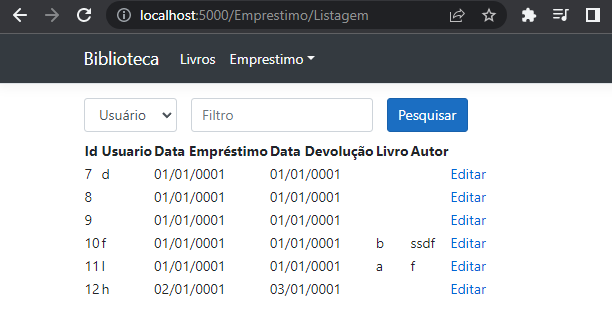 localhost:5000/Emprestimo/Listagem
Biblioteca Livros Emprestimo
Usuário Filtro Pesquisar
Id Usuario Data Empréstimo Data Devolução Livro Autor
7 d 01/01/0001 01/01/0001 Editar
8 01/01/0001 01/01/0001 Editar
9 01/01/0001 01/01/0001 Editar
10 f 01/01/0001 01/01/0001 b ssdf Editar
11 l 01/01/0001 01/01/0001 a f Editar
12 h 02/01/0001 03/01/0001 Editar